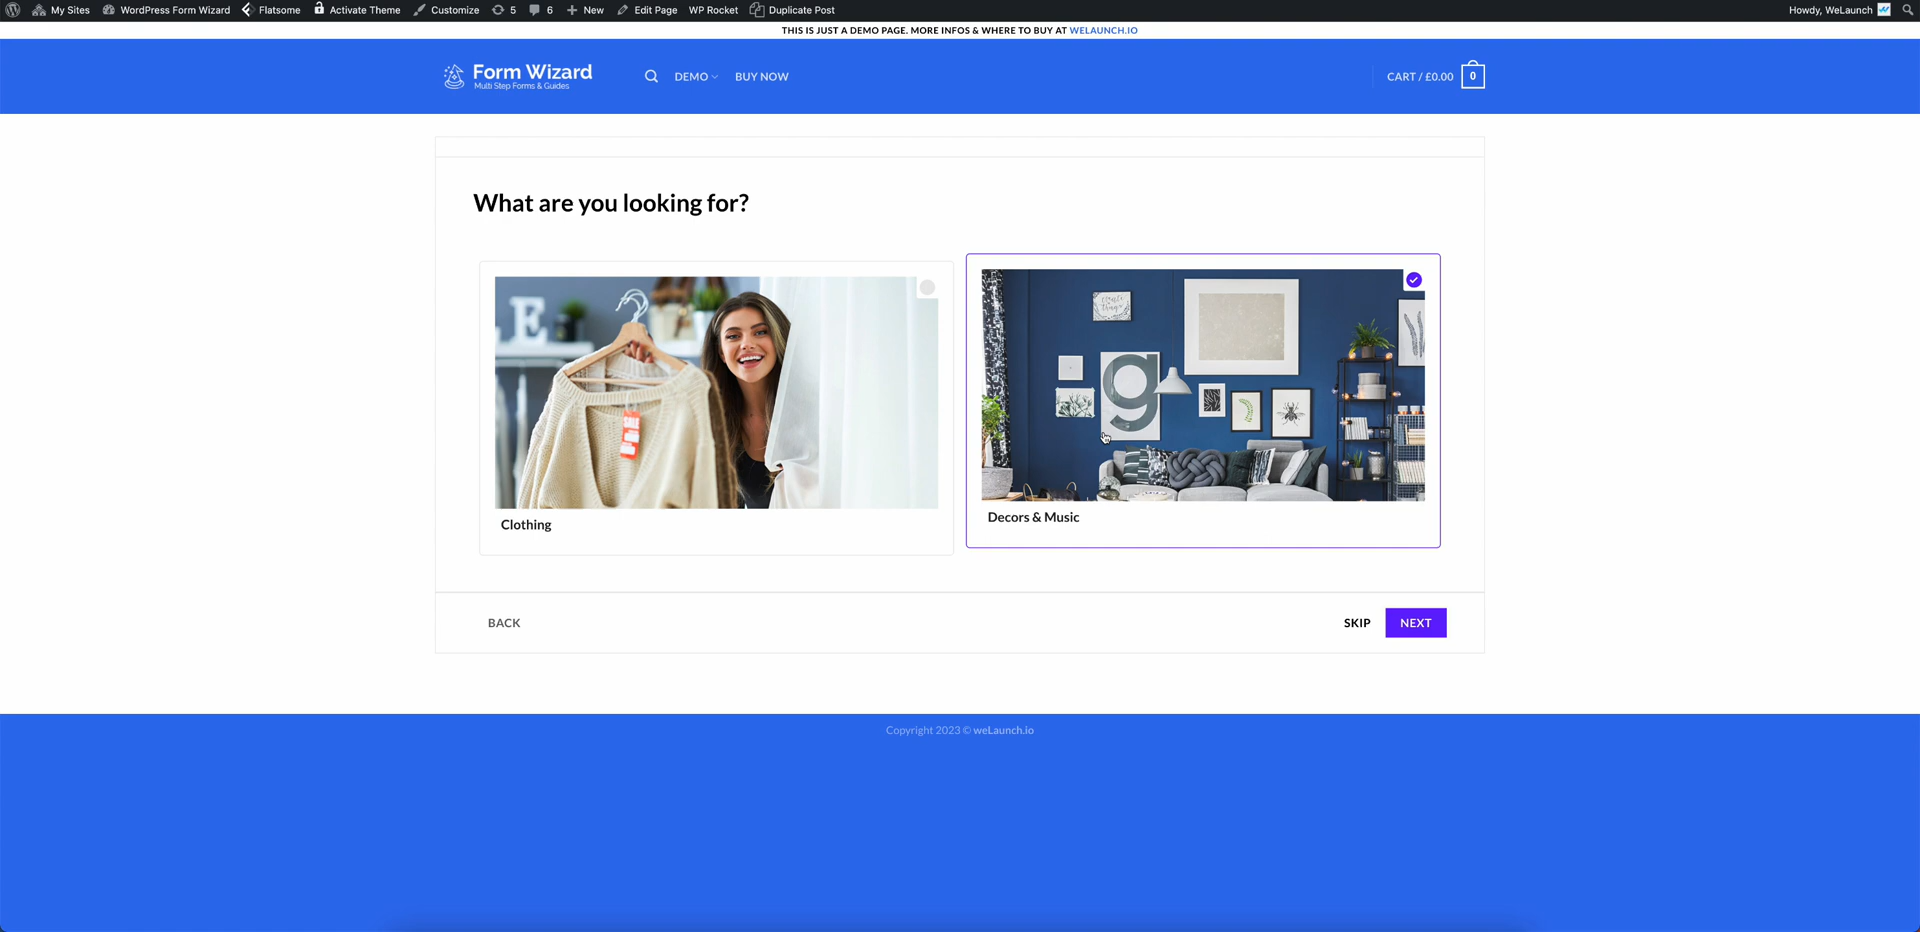 My Sites WordPress Form Wizard Flatsome Activate Theme Customize 5 6 New Edit Page WP Rocket Duplicate Post Howdy, WeLaunch
THIS IS JUST A DEMO PAGE. MORE INFOS & WHERE TO BUY AT WELAUNCH.IO
Form Wizard
Multi Step Forms & Guides
DEMO BUY NOW CART / £0.00 0
What are you looking for?
E
SALE
g
Clothing
Decors & Music
BACK SKIP NEXT
Copyright 2023 © weLaunch.io